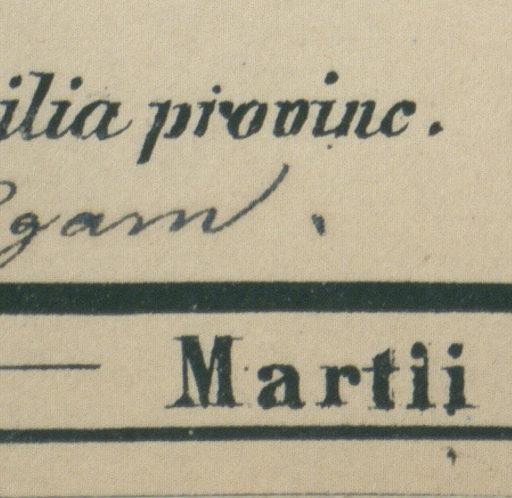 ilia provinc.
gam.
Martii